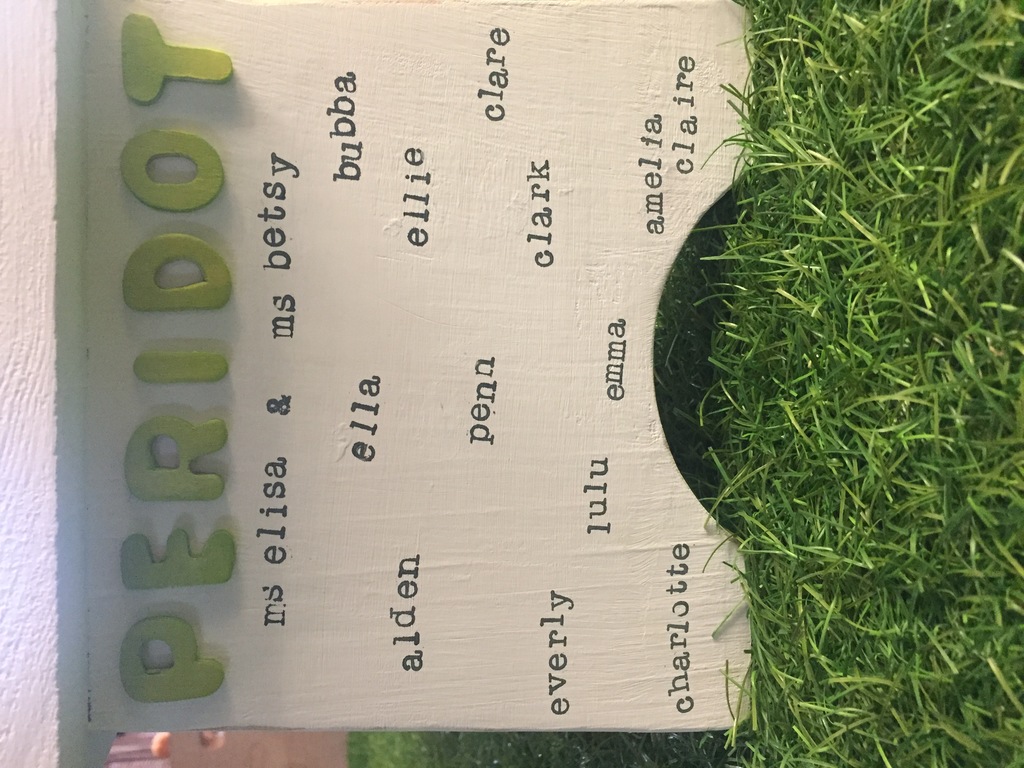 PERIDOT
ms elisa & ms betsy
bubba
ella
alden
ellie
clare
penn
clark
everly
lulu
emma
amelia
claire
charlotte